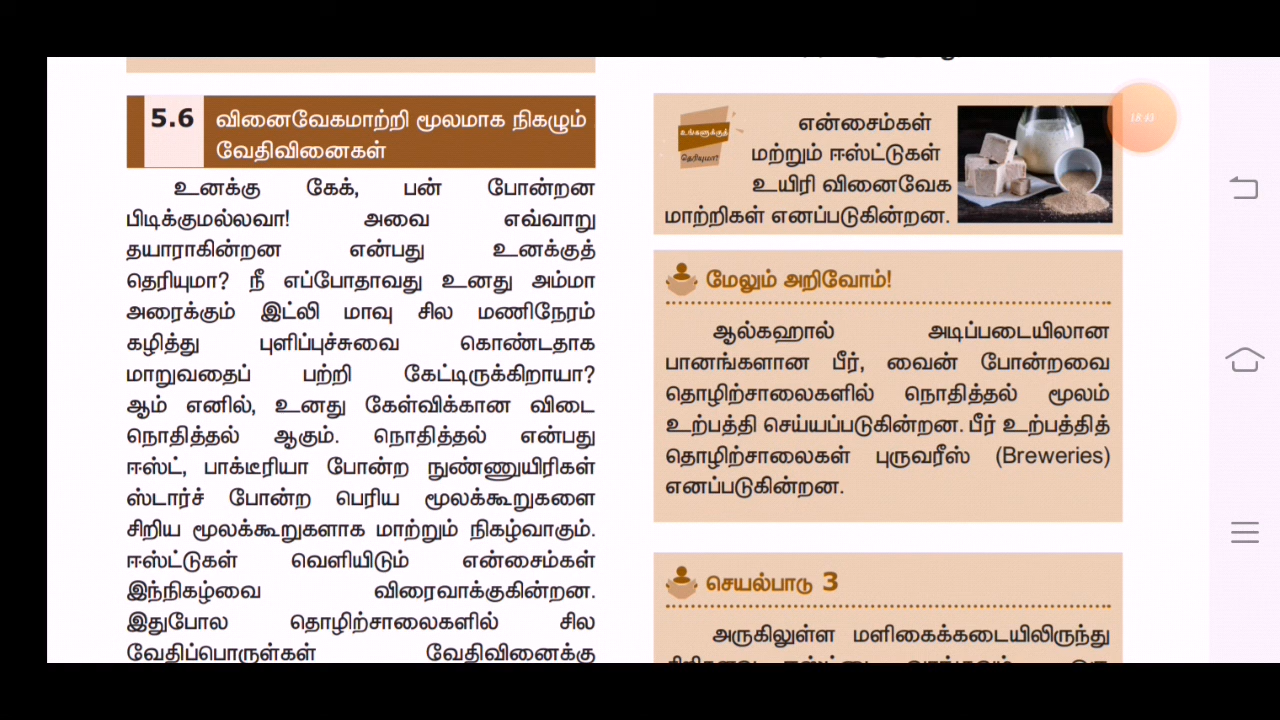 5.6 வினைவேகமாற்றி மூலமாக நிகழும்
வேதிவினைகள்
உனக்கு கேக், பன் போன்றன
பிடிக்குமல்லவா! அவை எவ்வாறு
தயாராகின்றன என்பது உனக்குத்
தெரியுமா? நீ எப்போதாவது உனது அம்மா
அரைக்கும் இட்லி மாவு சில மணிநேரம்
கழித்து புளிப்புச்சுவை கொண்டதாக
மாறுவதைப் பற்றி கேட்டிருக்கிறாயா?
ஆம் எனில், உனது கேள்விக்கான விடை
நொதித்தல் ஆகும். நொதித்தல் என்பது
ஈஸ்ட், பாக்டீரியா போன்ற நுண்ணுயிரிகள்
ஸ்டார்ச் போன்ற பெரிய மூலக்கூறுகளை
சிறிய மூலக்கூறுகளாக மாற்றும் நிகழ்வாகும்.
ஈஸ்ட்டுகள் வெளியிடும் என்சைம்கள்
இந்நிகழ்வை விரைவாக்குகின்றன.
இதுபோல தொழிற்சாலைகளில் சில
வேதிப்பொருள்கள் வேதிவினைக்கு
உங்களுக்குத்
தெரியுமா?
என்சைம்கள்
மற்றும் ஈஸ்ட்டுகள்
உயிரி வினைவேக
மாற்றிகள் எனப்படுகின்றன.
18:43
மேலும் அறிவோம்!
ஆல்கஹால் அடிப்படையிலான
பானங்களான பீர், வைன் போன்றவை
தொழிற்சாலைகளில் நொதித்தல் மூலம்
உற்பத்தி செய்யப்படுகின்றன. பீர் உற்பத்தித்
தொழிற்சாலைகள் புருவரீஸ் (Breweries)
எனப்படுகின்றன.
செயல்பாடு 3
அருகிலுள்ள மளிகைக்கடையிலிருந்து